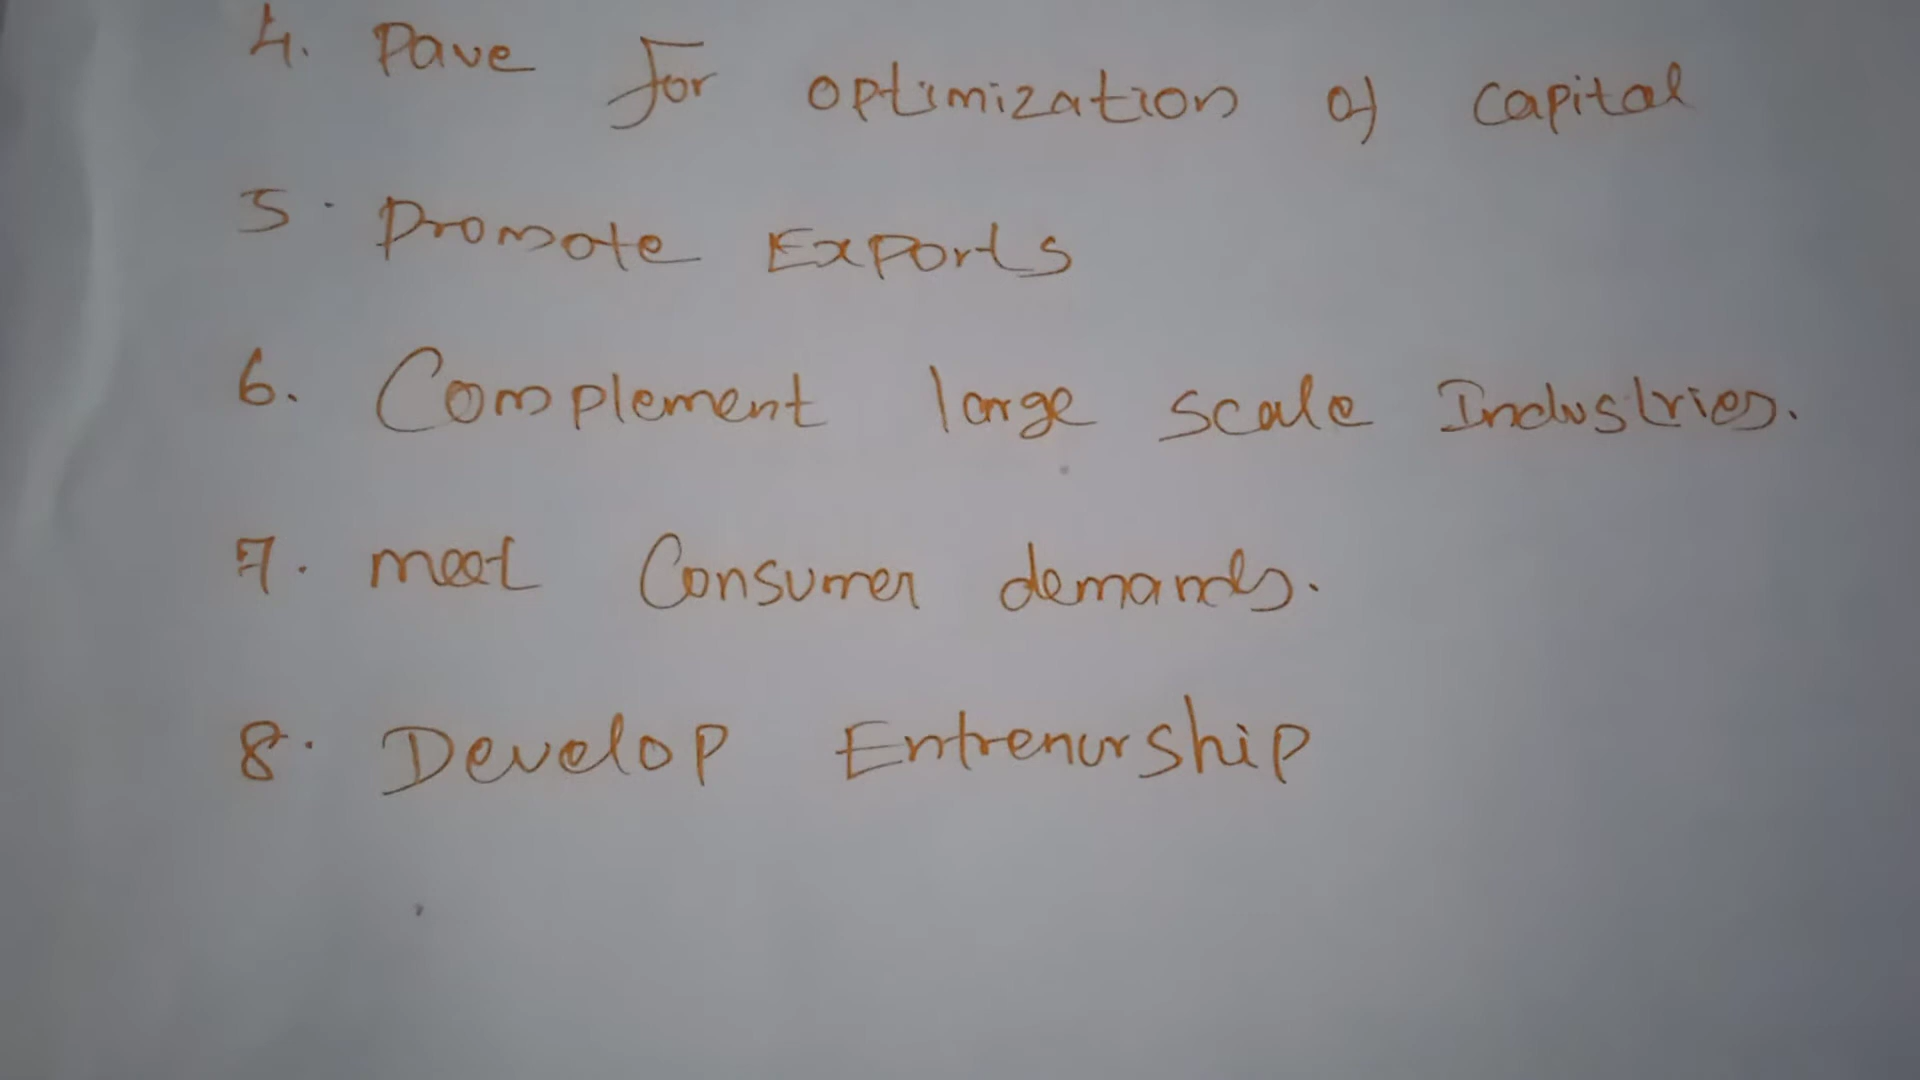 4. Pave for optimization of capital
5. Promote Exports
6. Complement large scale Industries.
7. meet Consumer demands.
8. Develop Entrenurship